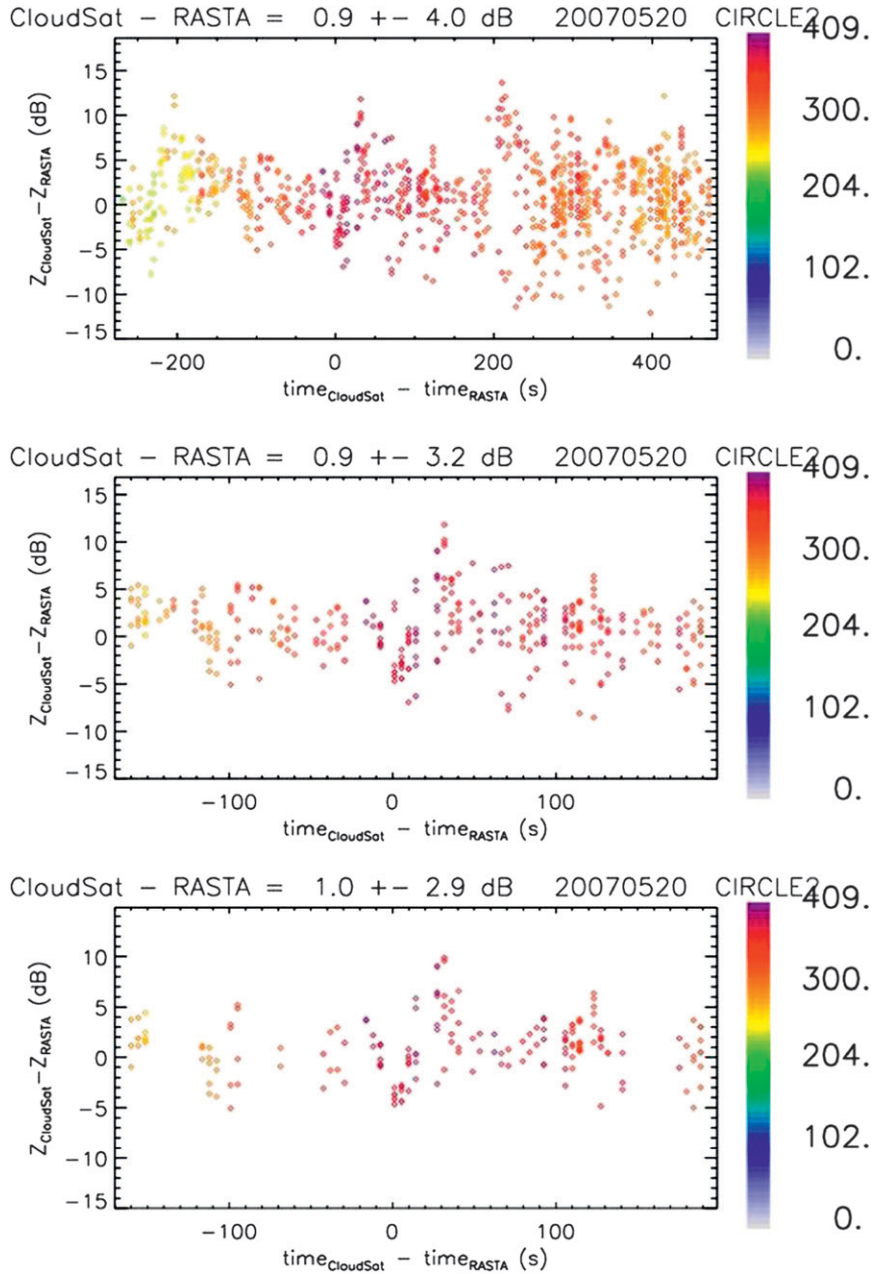 CloudSat - RASTA = 0.9 +- 4.0 dB 20070520 CIRCLE2
409.
15
10
5
0
-5
-10
-15
Z_CloudSat - Z_RASTA (dB)
300.
204.
102.
0.
-200 0 200 400
time_CloudSat - time_RASTA (s)
CloudSat - RASTA = 0.9 +- 3.2 dB 20070520 CIRCLE2
409.
15
10
5
0
-5
-10
-15
Z_CloudSat - Z_RASTA (dB)
300.
204.
102.
0.
-100 0 100
time_CloudSat - time_RASTA (s)
CloudSat - RASTA = 1.0 +- 2.9 dB 20070520 CIRCLE2
409.
10
5
0
-5
-10
-15
Z_CloudSat - Z_RASTA (dB)
300.
204.
102.
0.
-100 0 100
time_CloudSat - time_RASTA (s)